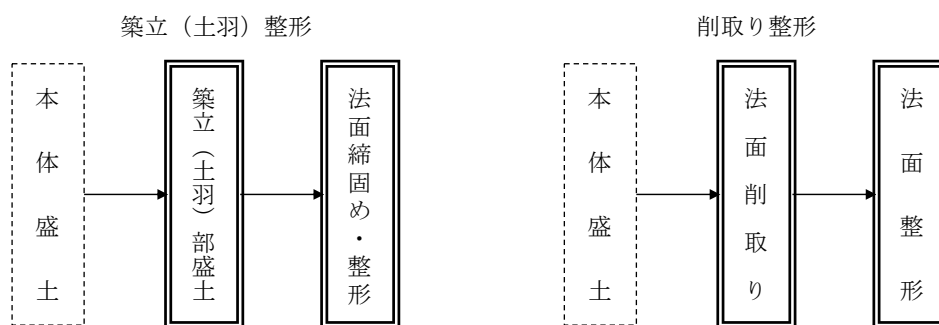 築立（土羽）整形
本体盛土
築立（土羽）部盛土
法面締固め・整形
削取り整形
本体盛土
法面削取り
法面整形